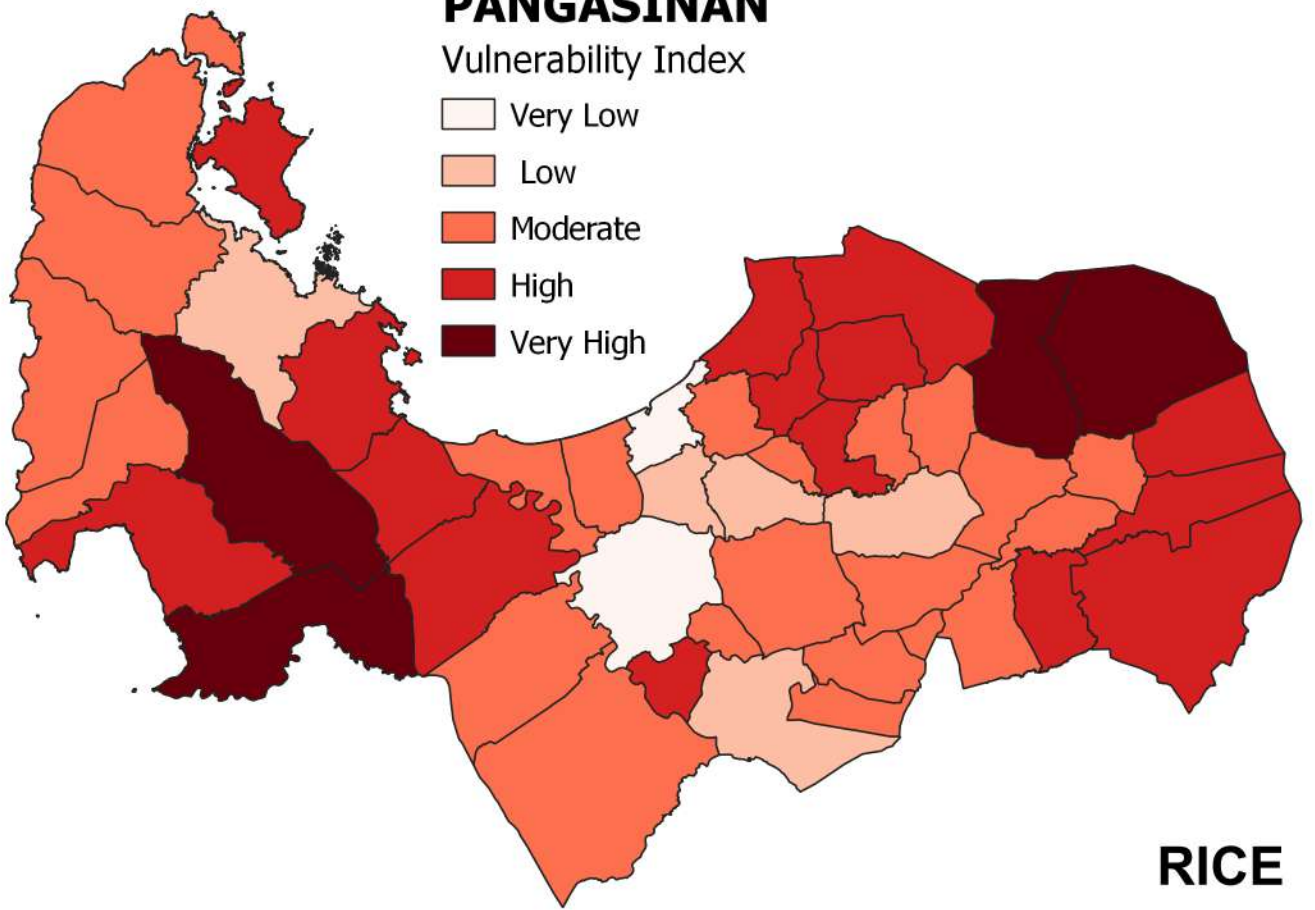 PANGASINAN
Vulnerability Index
Very Low
Low
Moderate
High
Very High
RICE